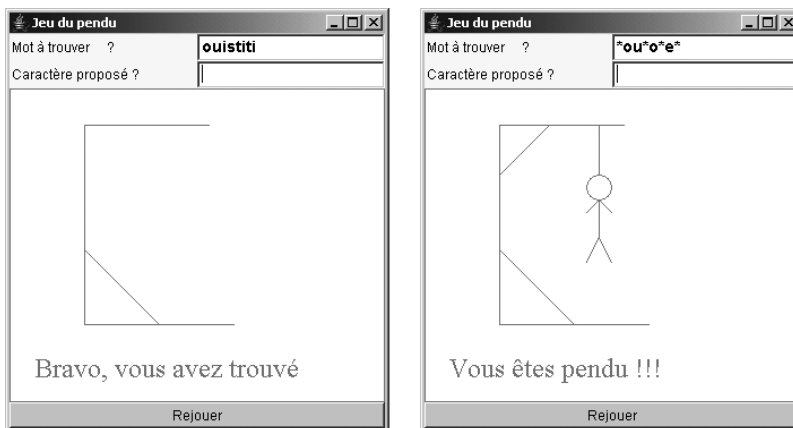 Jeu du pendu
Mot à trouver ?
ouistiti
Caractère proposé ?
Bravo, vous avez trouvé
Rejouer
Jeu du pendu
Mot à trouver ?
*ou*o*e*
Caractère proposé ?
Vous êtes pendu !!!
Rejouer